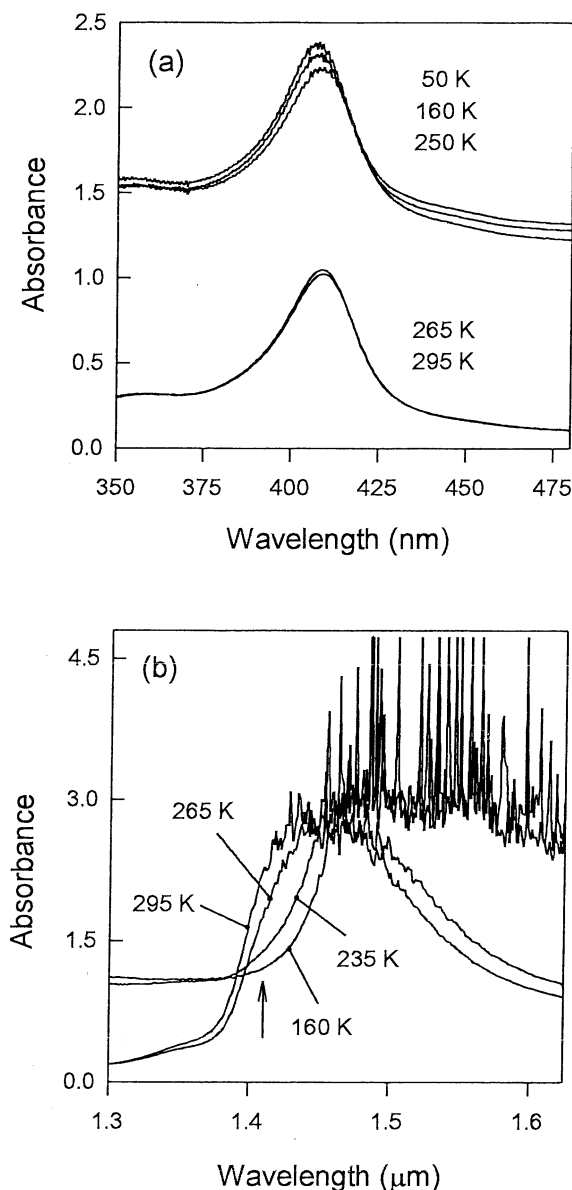 (a)
2.5
2.0
1.5
1.0
0.5
0.0
Absorbance
50 K
160 K
250 K
265 K
295 K
350 375 400 425 450 475
Wavelength (nm)
(b)
4.5
3.0
1.5
0.0
Absorbance
265 K
295 K
235 K
160 K
1.3 1.4 1.5 1.6
Wavelength (μm)